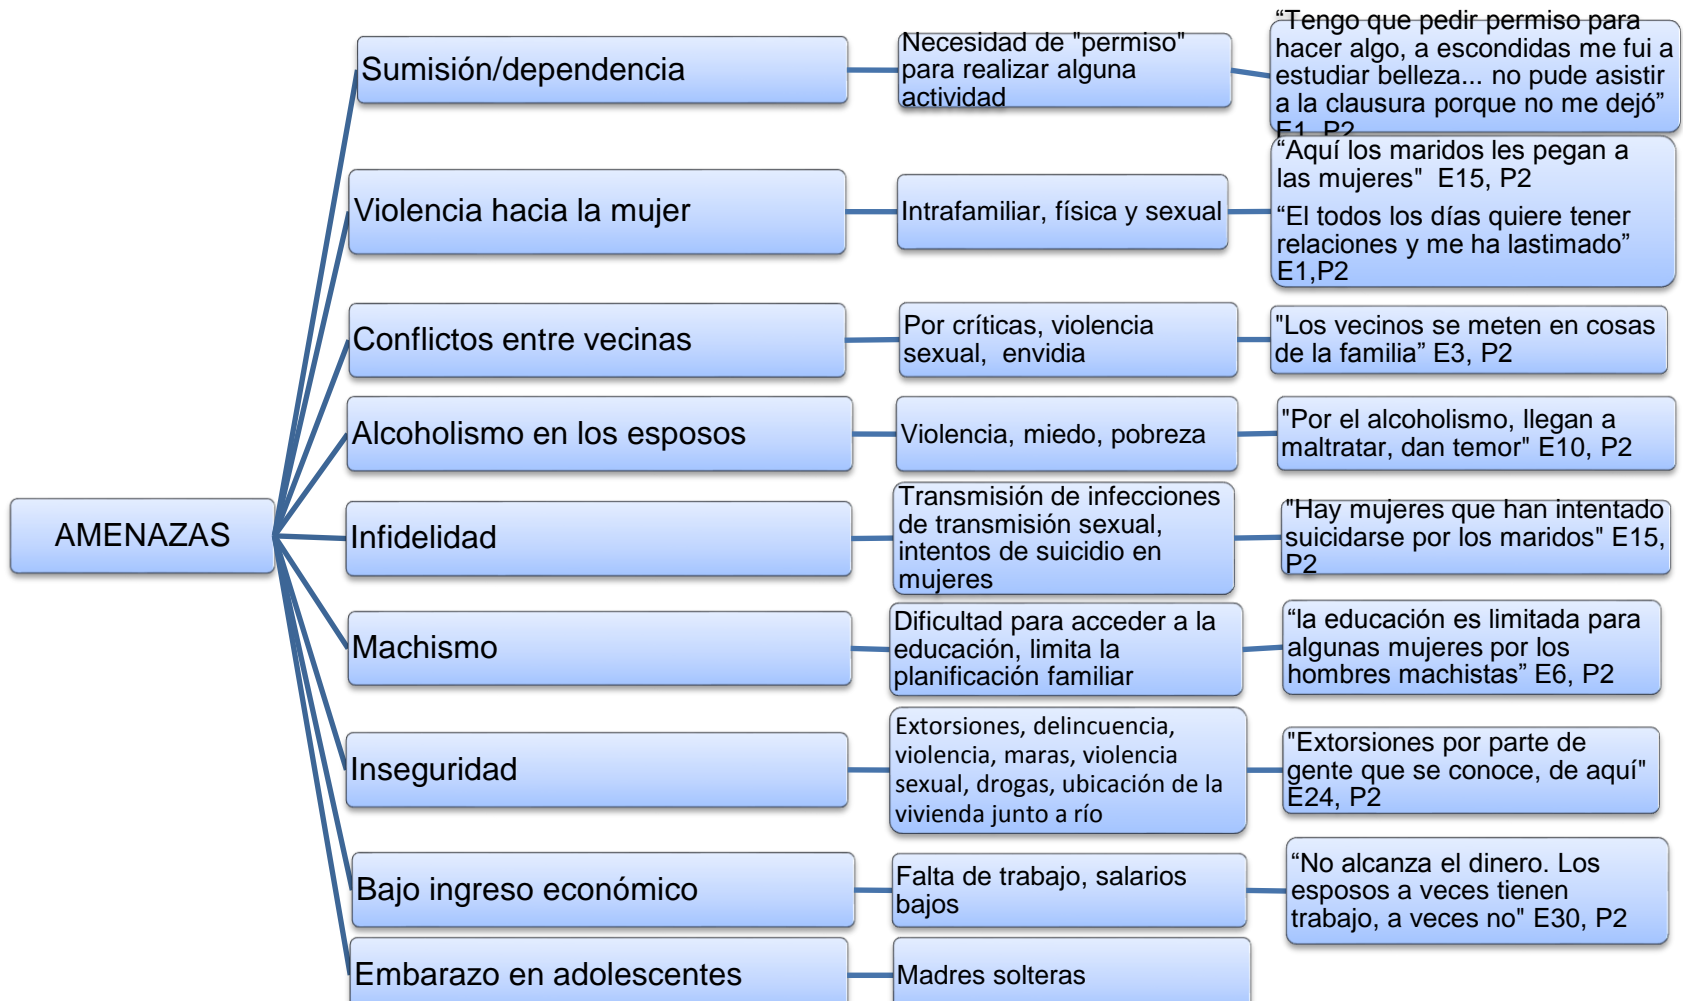 AMENAZAS
Sumisión/dependencia
Necesidad de "permiso"
para realizar alguna
actividad
“Tengo que pedir permiso para
hacer algo, a escondidas me fui a
estudiar belleza... no pude asistir
a la clausura porque no me dejó”
E1, P2
Violencia hacia la mujer
Intrafamiliar, física y sexual
“Aquí los maridos les pegan a
las mujeres" E15, P2
“El todos los días quiere tener
relaciones y me ha lastimado”
E1,P2
Conflictos entre vecinas
Por críticas, violencia
sexual, envidia
"Los vecinos se meten en cosas
de la familia” E3, P2
Alcoholismo en los esposos
Violencia, miedo, pobreza
"Por el alcoholismo, llegan a
maltratar, dan temor" E10, P2
Infidelidad
Transmisión de infecciones
de transmisión sexual,
intentos de suicidio en
mujeres
"Hay mujeres que han intentado
suicidarse por los maridos" E15,
P2
Machismo
Dificultad para acceder a la
educación, limita la
planificación familiar
“la educación es limitada para
algunas mujeres por los
hombres machistas” E6, P2
Inseguridad
Extorsiones, delincuencia,
violencia, maras, violencia
sexual, drogas, ubicación de la
vivienda junto a río
"Extorsiones por parte de
gente que se conoce, de aquí"
E24, P2
Bajo ingreso económico
Falta de trabajo, salarios
bajos
“No alcanza el dinero. Los
esposos a veces tienen
trabajo, a veces no" E30, P2
Embarazo en adolescentes
Madres solteras